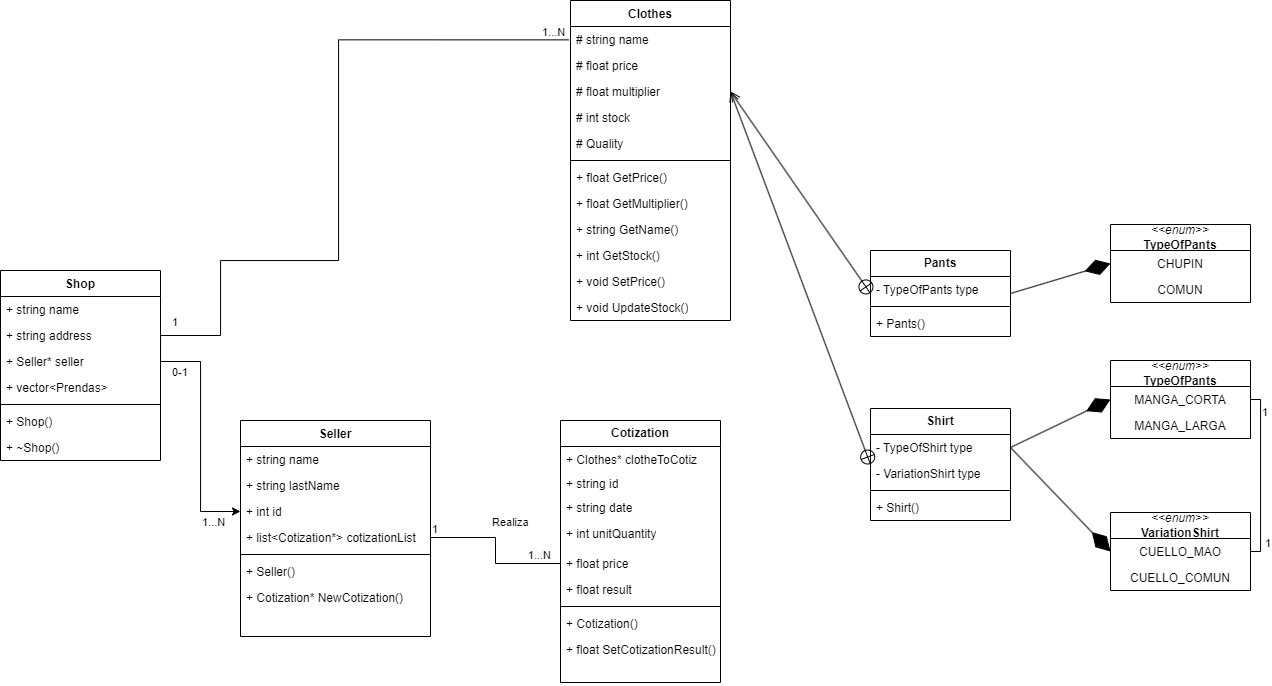 Clothes
# string name
# float price
# float multiplier
# int stock
# Quality
+ float GetPrice()
+ float GetMultiplier()
+ string GetName()
+ int GetStock()
+ void SetPrice()
+ void UpdateStock()
1...N
1
Shop
+ string name
+ string address
+ Seller* seller
+ vector<Prendas>
+ Shop()
+ ~Shop()
0-1
1...N
Seller
+ string name
+ string lastName
+ int id
+ list<Cotization*> cotizationList
+ Seller()
+ Cotization* NewCotization()
1
Realiza
1...N
Cotization
+ Clothes* clotheToCotiz
+ string id
+ string date
+ int unitQuantity
+ float price
+ float result
+ Cotization()
+ float SetCotizationResult()
Pants
- TypeOfPants type
+ Pants()
<<enum>>
TypeOfPants
CHUPIN
COMUN
Shirt
- TypeOfShirt type
- VariationShirt type
+ Shirt()
<<enum>>
TypeOfPants
MANGA_CORTA
MANGA_LARGA
1
<<enum>>
VariationShirt
CUELLO_MAO
CUELLO_COMUN
1